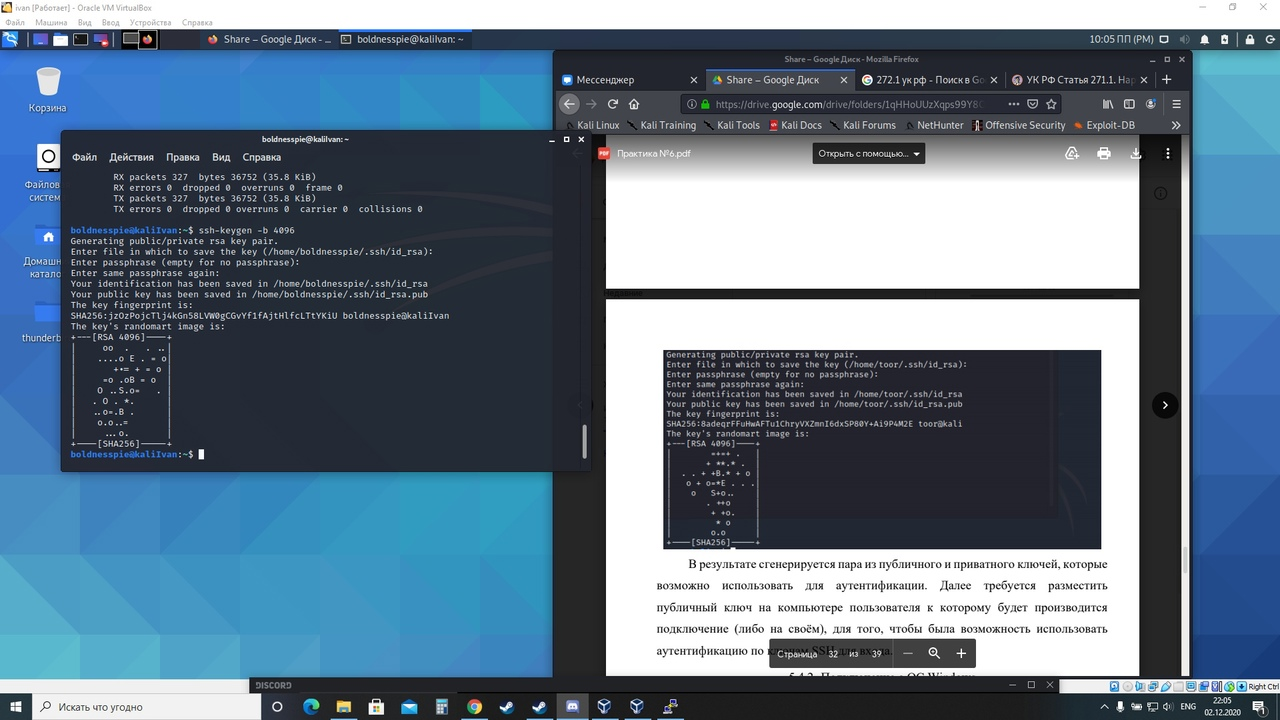 ivan [Работает] - Oracle VM VirtualBox
Файл Машина Вид Ввод Устройства Справка
Share – Google Диск - ...
boldnesspie@kaliIvan: ~
10:05 ПП (PM)
Корзина
Файлов
систем
Домашн
катало
thunderb
boldnesspie@kaliIvan: ~
Файл Действия Правка Вид Справка
RX packets 327 bytes 36752 (35.8 KiB)
RX errors 0 dropped 0 overruns 0 frame 0
TX packets 327 bytes 36752 (35.8 KiB)
TX errors 0 dropped 0 overruns 0 carrier 0 collisions 0
boldnesspie@kaliIvan:~$ ssh-keygen -b 4096
Generating public/private rsa key pair.
Enter file in which to save the key (/home/boldnesspie/.ssh/id_rsa):
Enter passphrase (empty for no passphrase):
Enter same passphrase again:
Your identification has been saved in /home/boldnesspie/.ssh/id_rsa
Your public key has been saved in /home/boldnesspie/.ssh/id_rsa.pub
The key fingerprint is:
SHA256:jzOzPojcTlj4kGn58LVW0gCGvYf1fAjtHlfcLTtYKiU boldnesspie@kaliIvan
The key's randomart image is:
+---[RSA 4096]----+
| oo . . ..|
| ....o E . = o|
| +*= + = o |
| =o .oB = o |
| O ..S.o= . |
| . O . *. |
| ..o=.B . |
| o.o..= |
| ...o. |
+----[SHA256]-----+
boldnesspie@kaliIvan:~$
Share – Google Диск - Mozilla Firefox
Мессенджер
Share – Google Диск
272.1 ук рф - Поиск в Go
УК РФ Статья 271.1. Нар
https://drive.google.com/drive/folders/1qHHoUUzXqps99Y8
Kali Linux Kali Training Kali Tools Kali Docs Kali Forums NetHunter Offensive Security Exploit-DB
PDF Практика №6.pdf
Открыть с помощью...
Generating public/private rsa key pair.
Enter file in which to save the key (/home/toor/.ssh/id_rsa):
Enter passphrase (empty for no passphrase):
Enter same passphrase again:
Your identification has been saved in /home/toor/.ssh/id_rsa
Your public key has been saved in /home/toor/.ssh/id_rsa.pub
The key fingerprint is:
SHA256:8adeqrFFuHwAFTu1ChryVXZmnI6dxSP80Y+Ai9P4M2E toor@kali
The key's randomart image is:
+---[RSA 4096]----+
| =+=+ . |
| + **.* . |
| . . + +B.* + o |
| o + o=*E . . .|
| o S+o.. |
| . ++o |
| + +o. |
| * o |
| o.o |
+----[SHA256]-----+
В результате сгенерируется пара из публичного и приватного ключей, которые
возможно использовать для аутентификации. Далее требуется разместить
публичный ключ на компьютере пользователя к которому будет производится
подключение (либо на своём), для того, чтобы была возможность использовать
аутентификацию по
Страница 32 из 39
DISCORD
Right Ctrl
Искать что угодно
ENG
22:05
02.12.2020